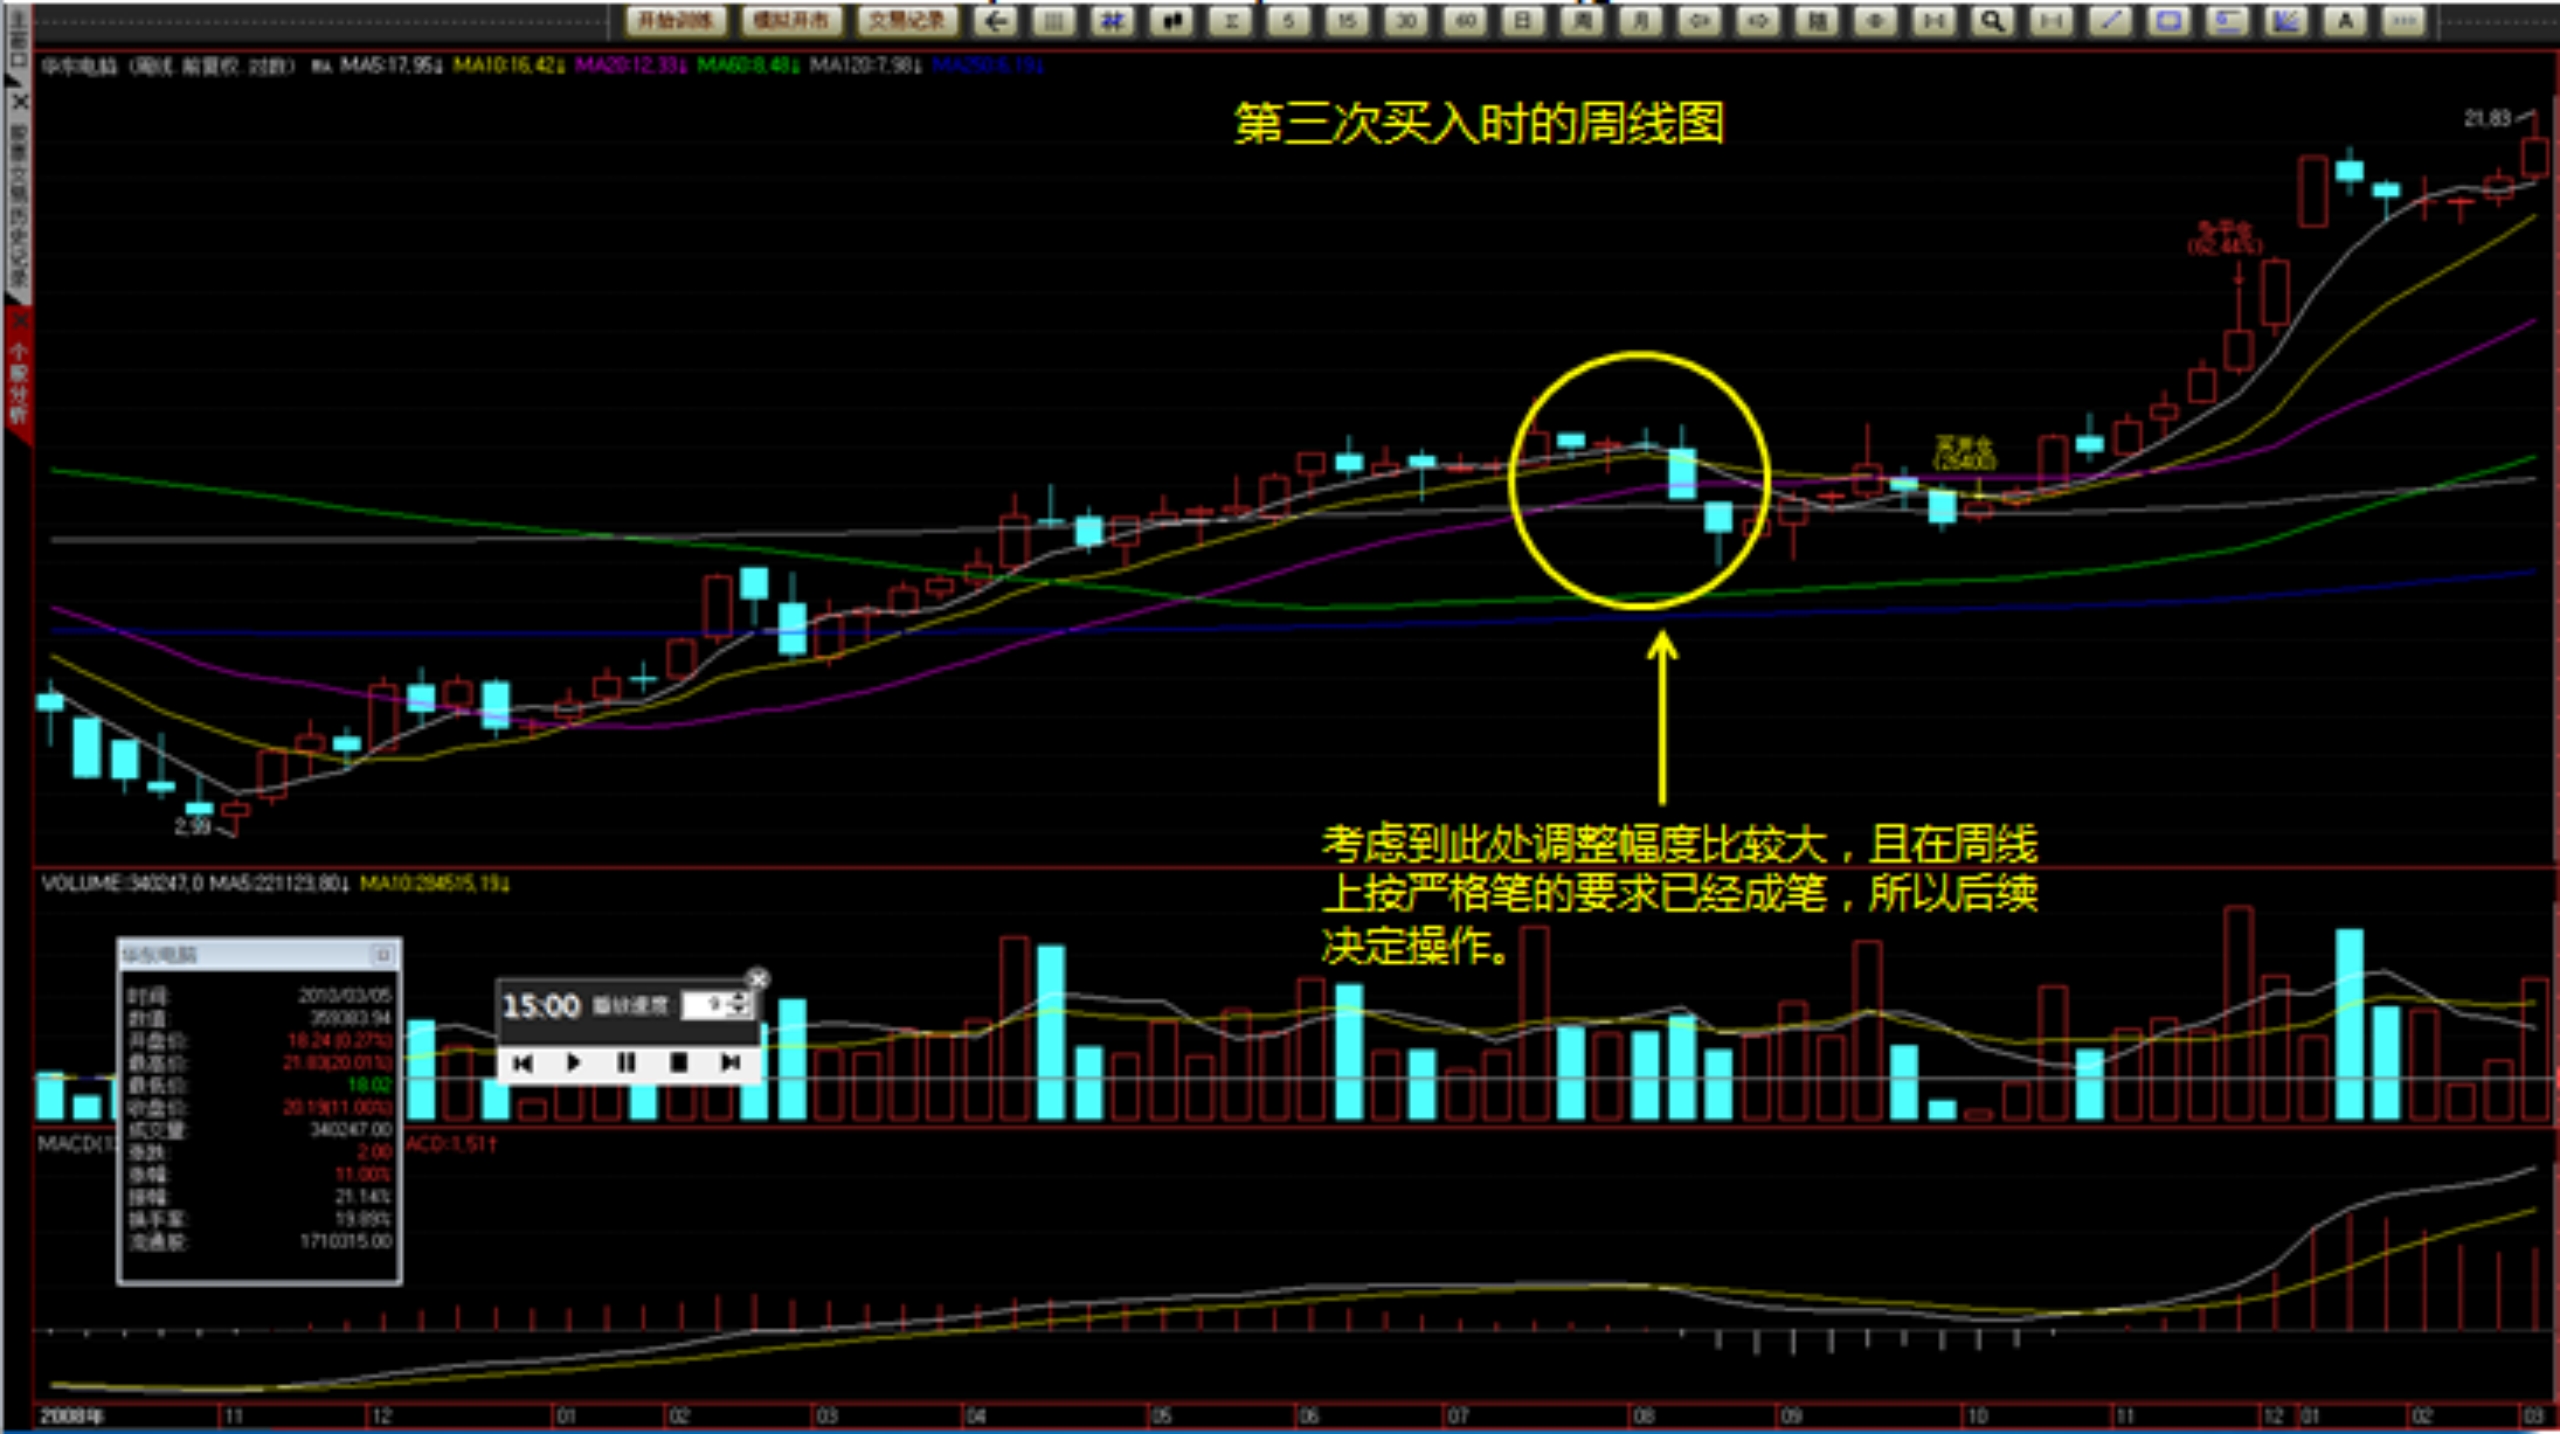 开始训练 模拟开市 交易记录 Σ 5 15 30 60 日 周 月 随 A
华东电脑 (周线.前复权.对数) MA MA5:17.95↓ MA10:16.42↓ MA20:12.33↓ MA60:8.48↓ MA120:7.98↓ MA250:6.19↓
第三次买入时的周线图
21.83
(62.44%)
个股分析
2.99
考虑到此处调整幅度比较大，且在周线
上按严格笔的要求已经成笔，所以后续
决定操作。
VOLUME:340247.0 MA5:221123.80↓ MA10:284515.19↓
华东电脑
时间: 2010/03/05
数值: 359383.94
开盘价: 18.24(0.27%)
最高价: 21.83(20.01%)
最低价: 18.02
收盘价: 20.19(11.00%)
成交量: 340247.00
涨跌: 2.00
涨幅: 11.00%
振幅: 21.14%
换手率: 19.89%
流通股: 1710315.00
15:00 播放速度: 9
MACD(1
ACD:1.51↑
2008年 11 12 01 02 03 04 05 06 07 08 09 10 11 12 01 02 03